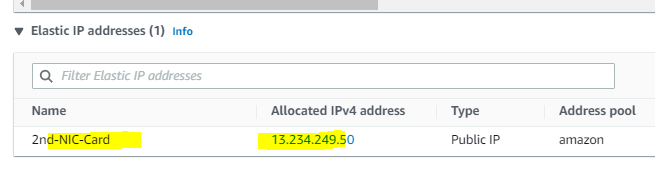 Elastic IP addresses (1) Info
Filter Elastic IP addresses
Name Allocated IPv4 address Type Address pool
2nd-NIC-Card 13.234.249.50 Public IP amazon